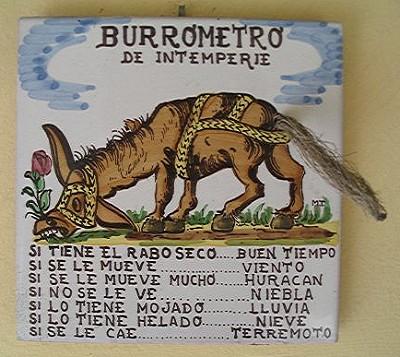 BURROMETRO
DE INTEMPERIE
MTZ
SI TIENE EL RABO SECO.....BUEN TIEMPO
SI SE LE MUEVE..............VIENTO
SI SE LE MUEVE MUCHO......HURACAN
SI NO SE LE VE..............NIEBLA
SI LO TIENE MOJADO........LLUVIA
SI LO TIENE HELADO........NIEVE
SI SE LE CAE..............TERREMOTO